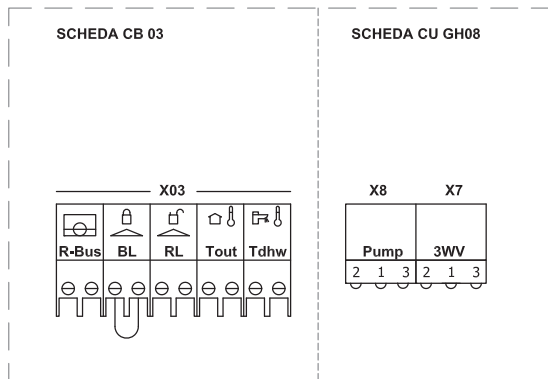 SCHEDA CB 03
SCHEDA CU GH08
X03
R-Bus BL RL Tout Tdhw
X8 X7
Pump 3WV
2 1 3 2 1 3